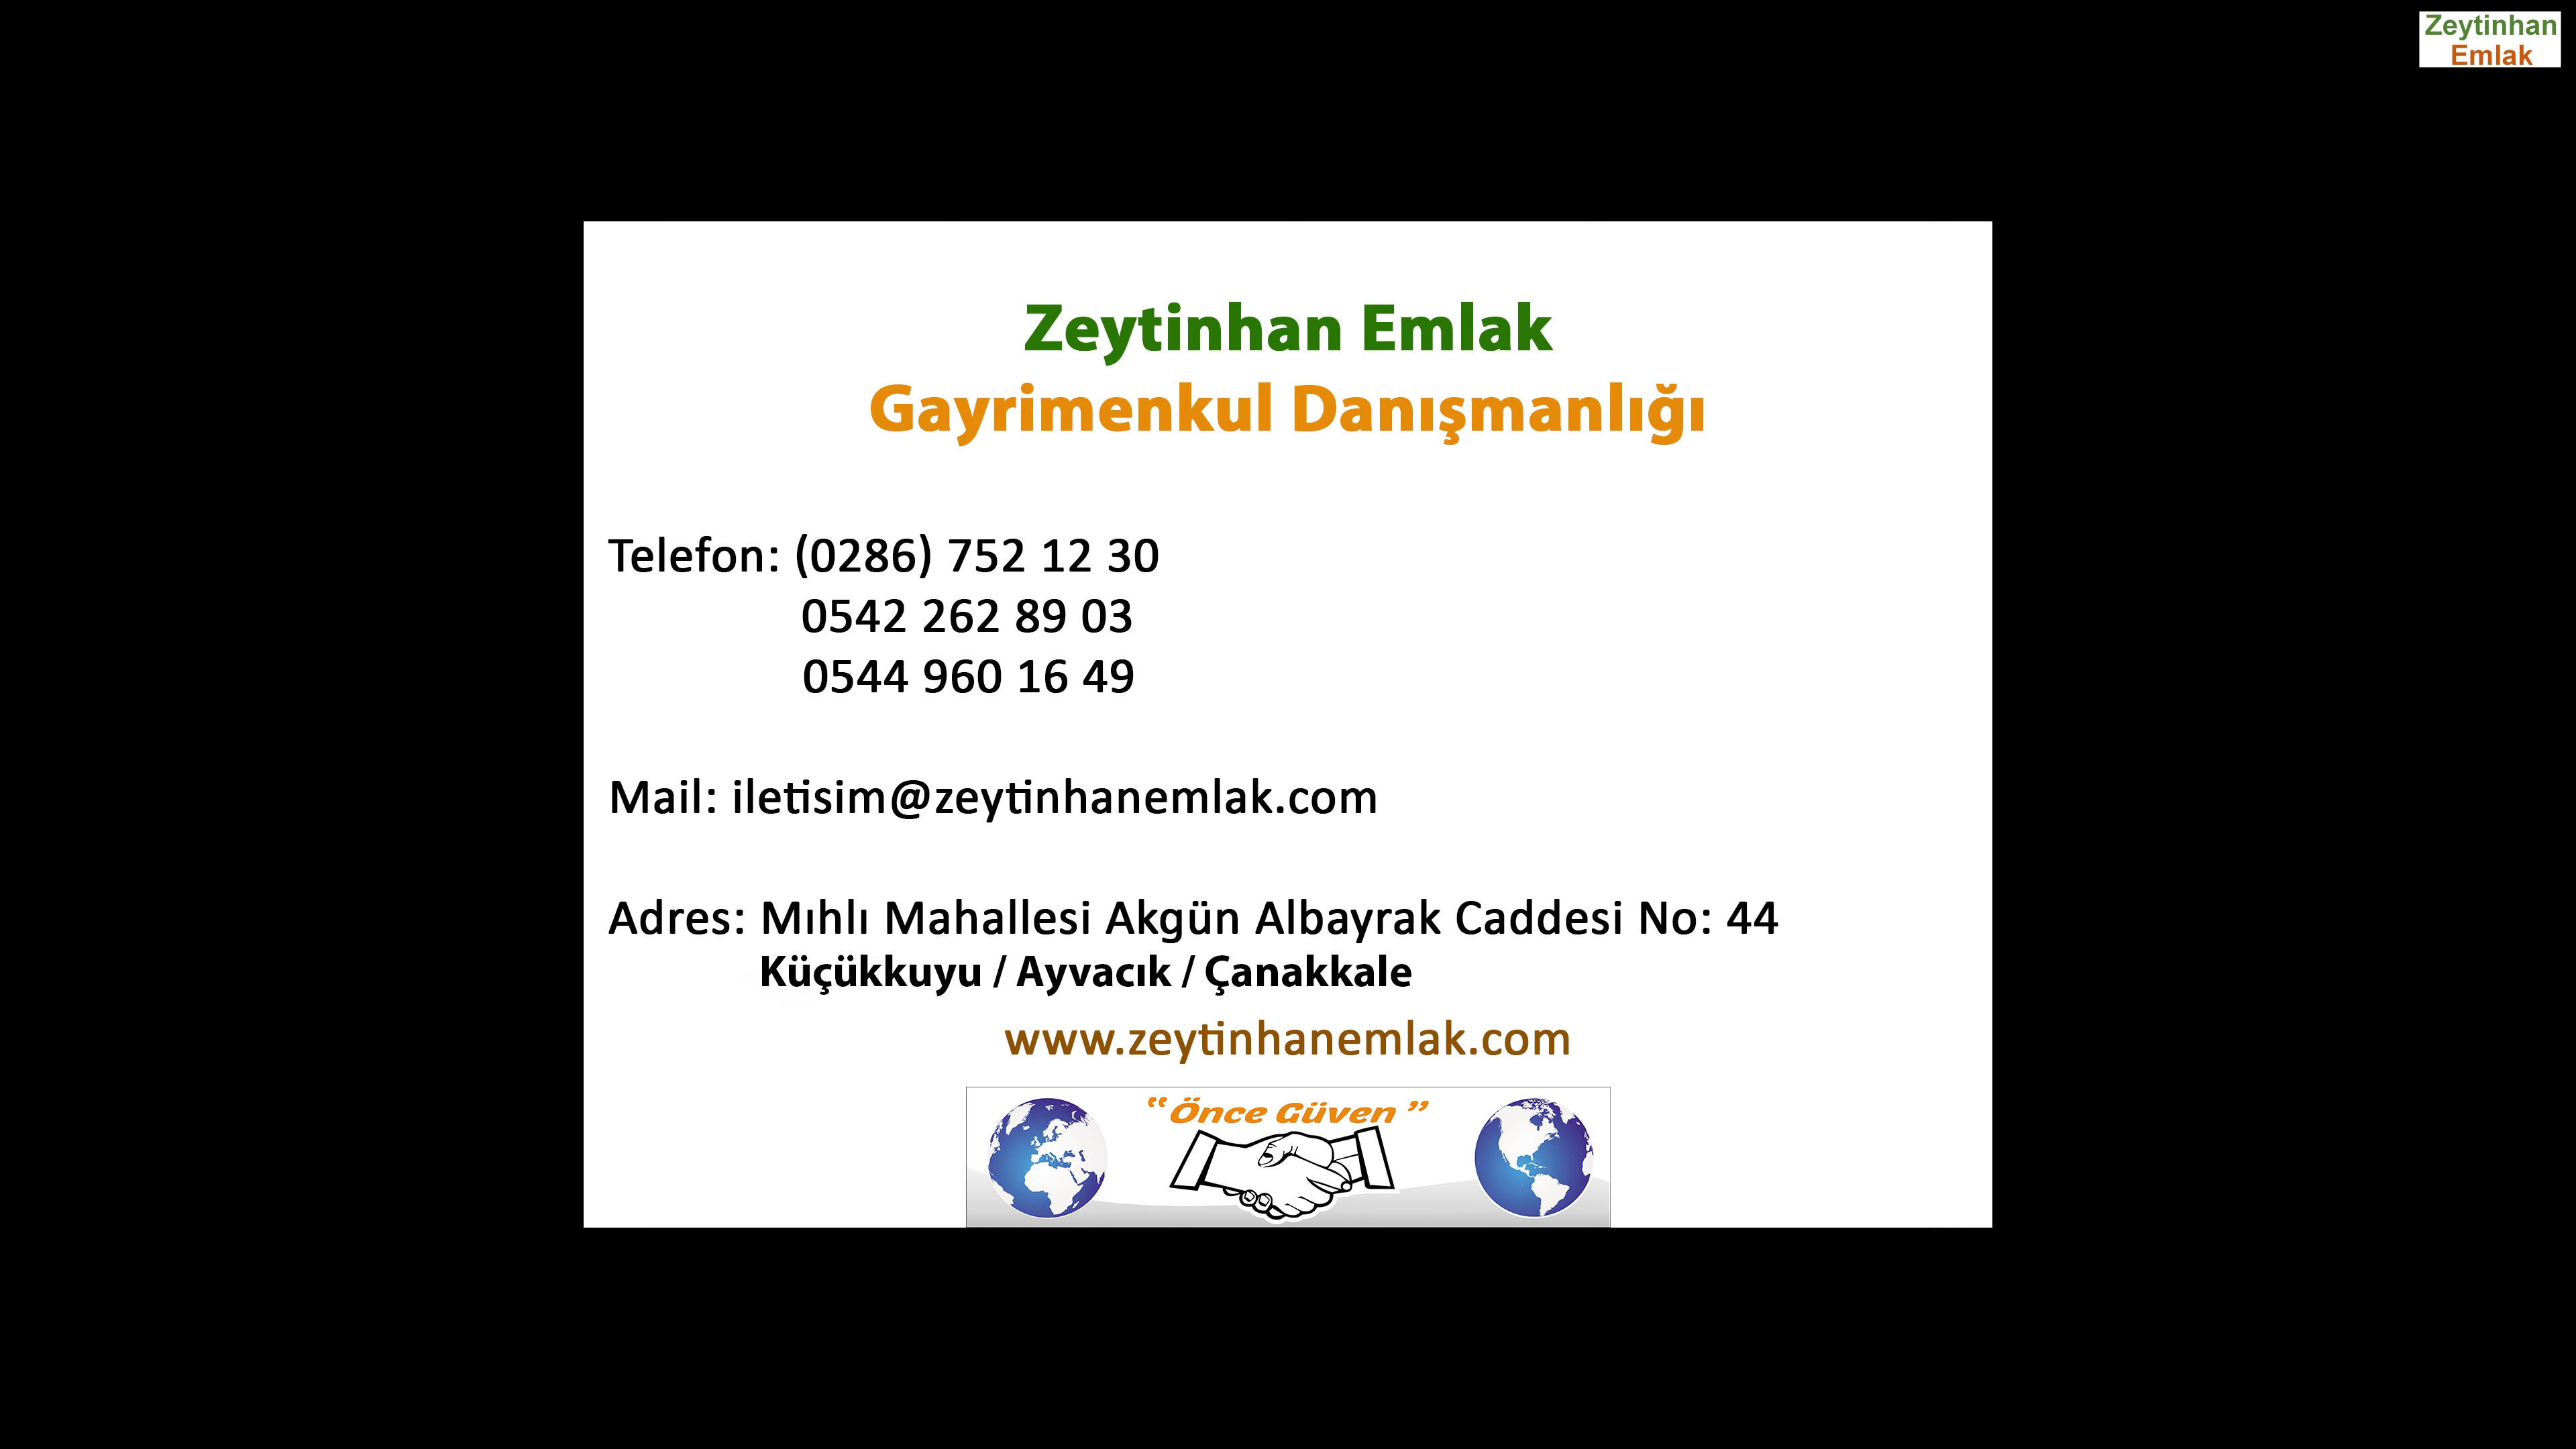 Zeytinhan
Emlak
Zeytinhan Emlak
Gayrimenkul Danışmanlığı
Telefon: (0286) 752 12 30
0542 262 89 03
0544 960 16 49
Mail: iletisim@zeytinhanemlak.com
Adres: Mıhlı Mahallesi Akgün Albayrak Caddesi No: 44
Küçükkuyu / Ayvacık / Çanakkale
www.zeytinhanemlak.com
“Önce Güven”